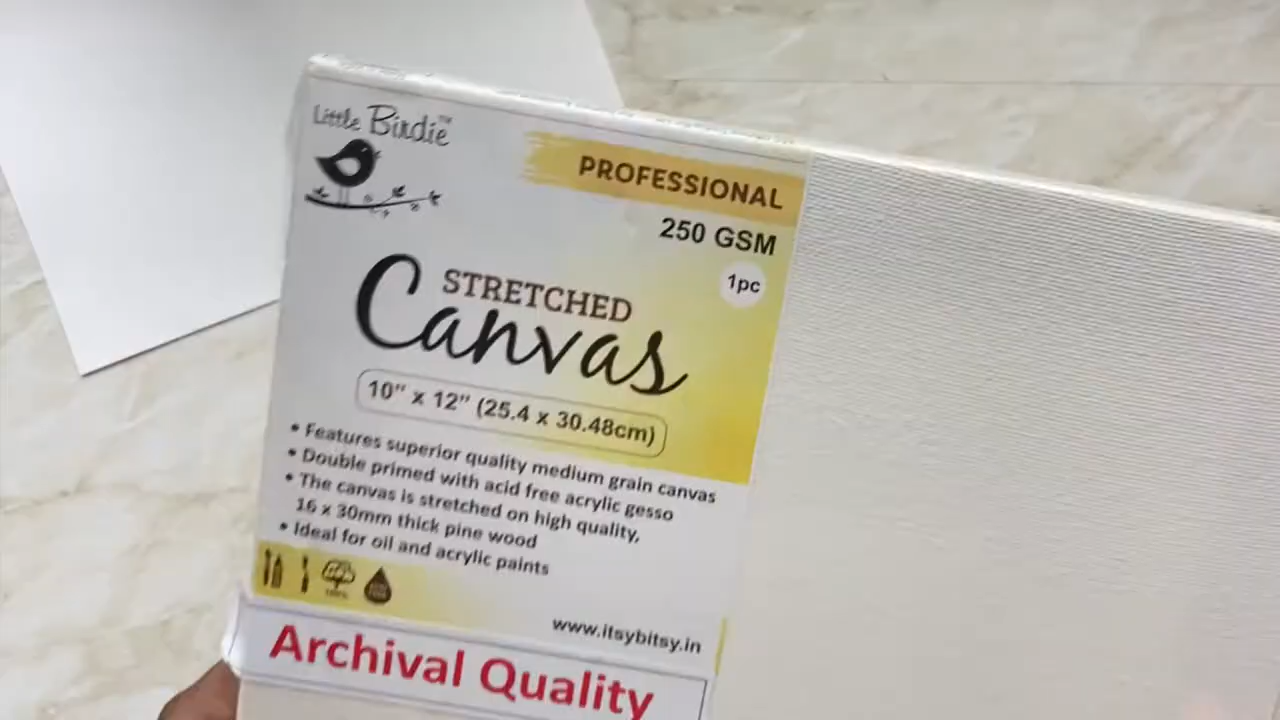 Little Birdie™
PROFESSIONAL
250 GSM
1pc
STRETCHED
Canvas
10" x 12" (25.4 x 30.48cm)
• Features superior quality medium grain canvas
• Double primed with acid free acrylic gesso
• The canvas is stretched on high quality,
16 x 30mm thick pine wood
• Ideal for oil and acrylic paints
www.itsybitsy.in
Archival Quality